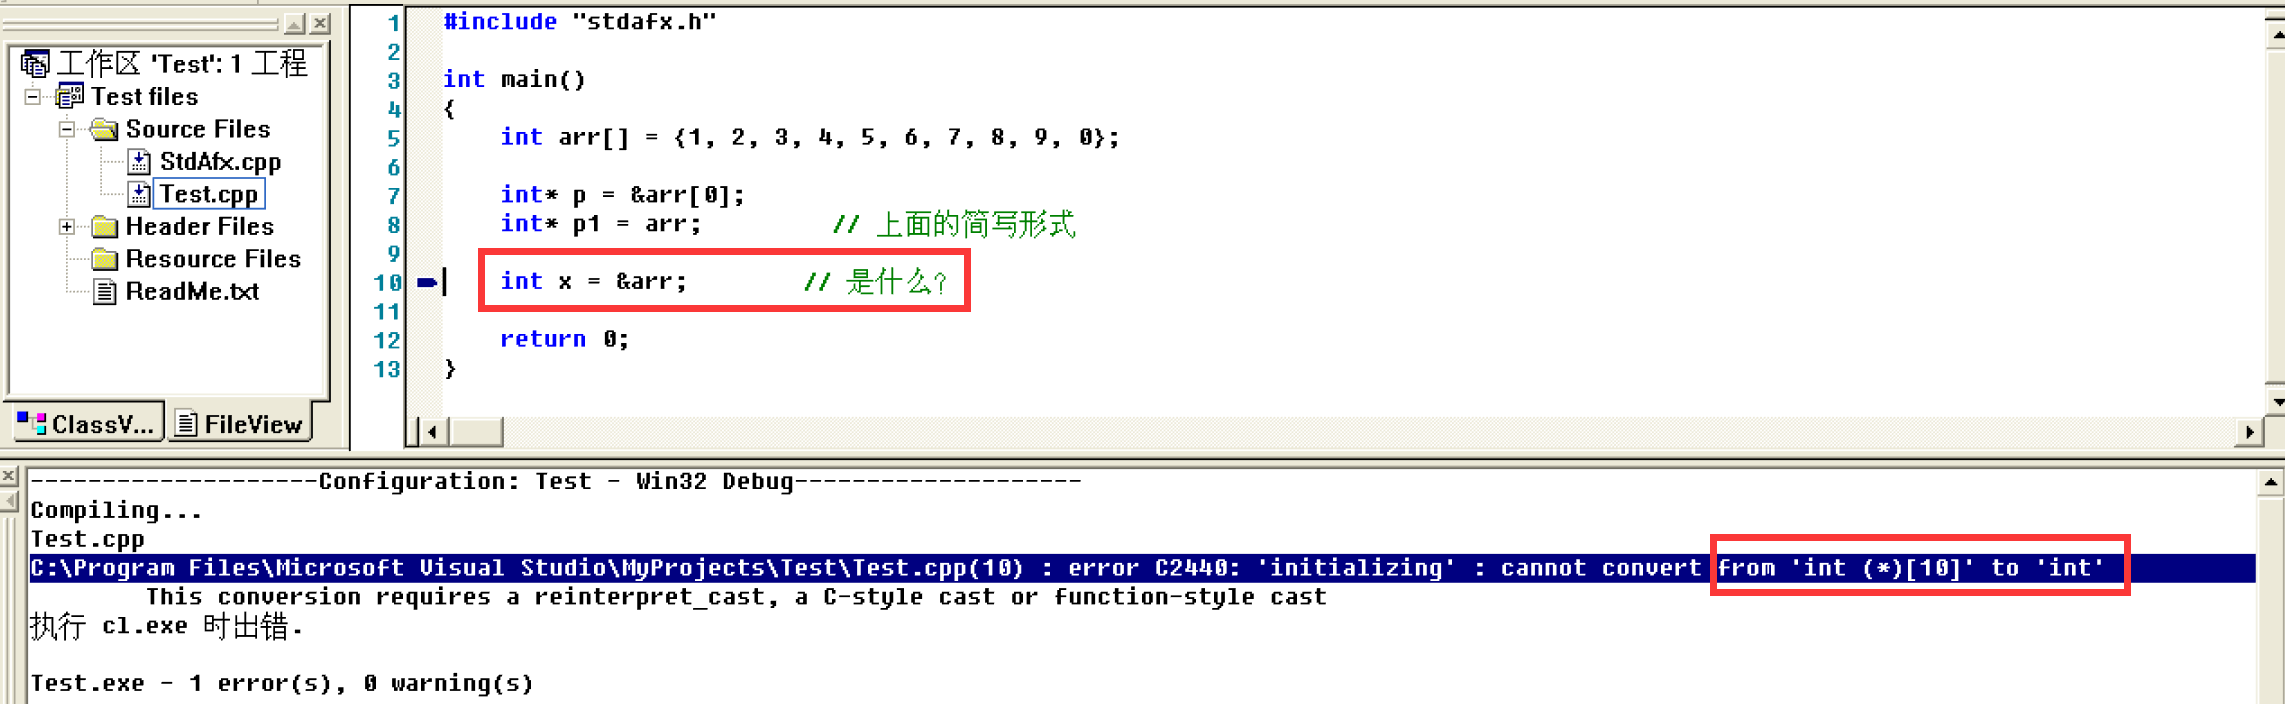 工作区 'Test': 1 工程
Test files
Source Files
StdAfx.cpp
Test.cpp
Header Files
Resource Files
ReadMe.txt
ClassV...
FileView
1 #include "stdafx.h"
2
3 int main()
4 {
5 int arr[] = {1, 2, 3, 4, 5, 6, 7, 8, 9, 0};
6
7 int* p = &arr[0];
8 int* p1 = arr; // 上面的简写形式
9
10 int x = &arr; // 是什么?
11
12 return 0;
13 }
--------------------Configuration: Test - Win32 Debug--------------------
Compiling...
Test.cpp
C:\Program Files\Microsoft Visual Studio\MyProjects\Test\Test.cpp(10) : error C2440: 'initializing' : cannot convert from 'int (*)[10]' to 'int'
This conversion requires a reinterpret_cast, a C-style cast or function-style cast
执行 cl.exe 时出错.
Test.exe - 1 error(s), 0 warning(s)